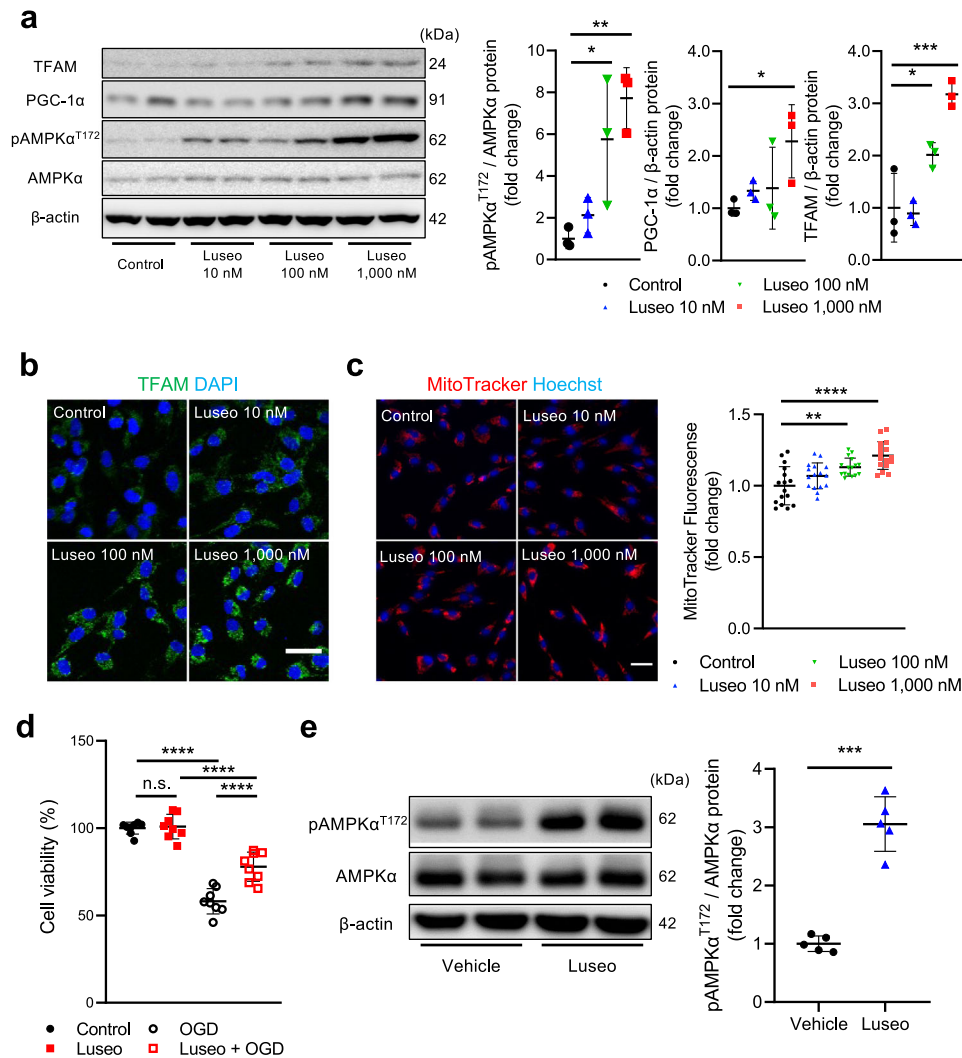 a
(kDa)
TFAM
24
PGC-1α
91
pAMPKαT172
62
AMPKα
62
β-actin
42
Control
Luseo
10 nM
Luseo
100 nM
Luseo
1,000 nM
pAMPKαT172 / AMPKα protein
(fold change)
10
8
6
4
2
0
**
*
PGC-1α / β-actin protein
(fold change)
4.0
3.0
2.0
1.0
0.0
*
TFAM / β-actin protein
(fold change)
4.0
3.0
2.0
1.0
0.0
***
*
Control
Luseo 100 nM
Luseo 10 nM
Luseo 1,000 nM
b
TFAM DAPI
Control
Luseo 10 nM
Luseo 100 nM
Luseo 1,000 nM
c
MitoTracker Hoechst
Control
Luseo 10 nM
Luseo 100 nM
Luseo 1,000 nM
MitoTracker Fluorescense
(fold change)
1.5
1.0
0.5
0.0
****
**
Control
Luseo 100 nM
Luseo 10 nM
Luseo 1,000 nM
d
Cell viability (%)
150
100
50
0
****
n.s.
****
****
Control
OGD
Luseo
Luseo + OGD
e
(kDa)
pAMPKαT172
62
AMPKα
62
β-actin
42
Vehicle
Luseo
pAMPKαT172 / AMPKα protein
(fold change)
4
3
2
1
0
***
Vehicle
Luseo